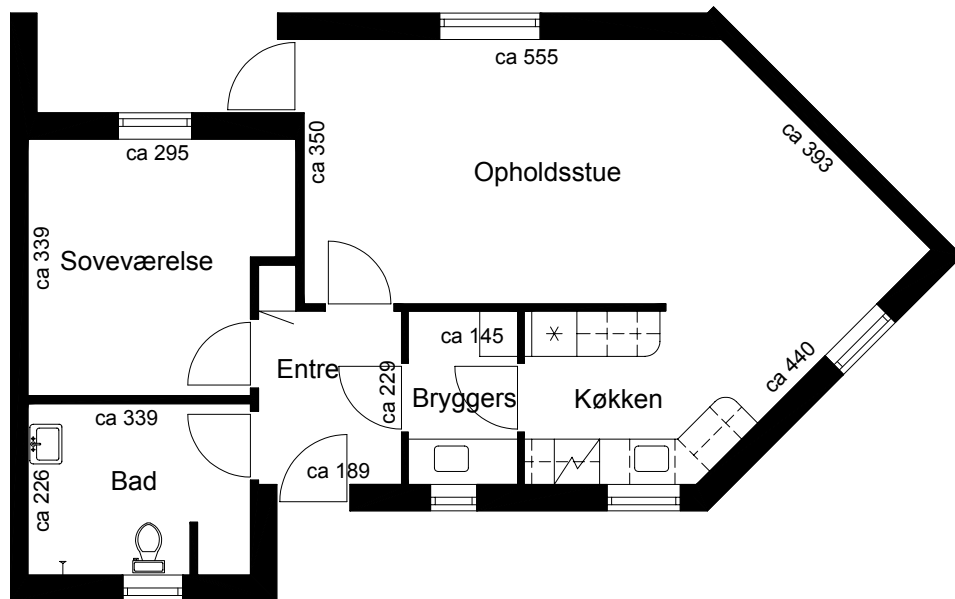 ca 555
ca 295
ca 350
ca 393
Opholdsstue
ca 339
Soveværelse
ca 145
Entre
ca 229
Bryggers
Køkken
ca 440
ca 339
ca 189
Bad
ca 226